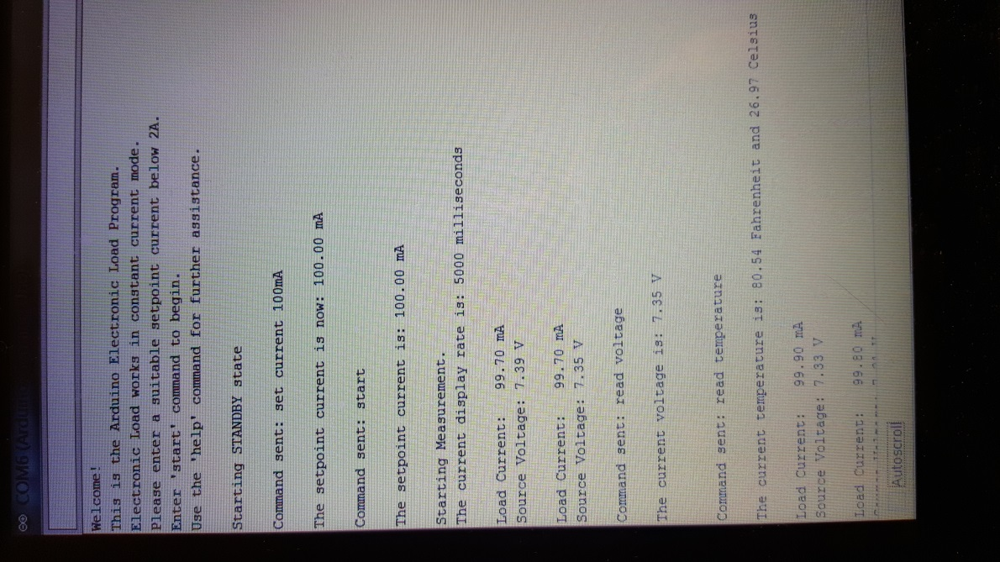 COM6 (Ardu
Welcome!
This is the Arduino Electronic Load Program.
Electronic Load works in constant current mode.
Please enter a suitable setpoint current below 2A.
Enter 'start' command to begin.
Use the 'help' command for further assistance.
Starting STANDBY state
Command sent: set current 100mA
The setpoint current is now: 100.00 mA
Command sent: start
The setpoint current is: 100.00 mA
Starting Measurement.
The current display rate is: 5000 milliseconds
Load Current: 99.70 mA
Source Voltage: 7.39 V
Load Current: 99.70 mA
Source Voltage: 7.35 V
Command sent: read voltage
The current voltage is: 7.35 V
Command sent: read temperature
The current temperature is: 80.54 Fahrenheit and 26.97 Celsius
Load Current: 99.90 mA
Source Voltage: 7.33 V
Load Current: 99.80 mA
Autoscroll